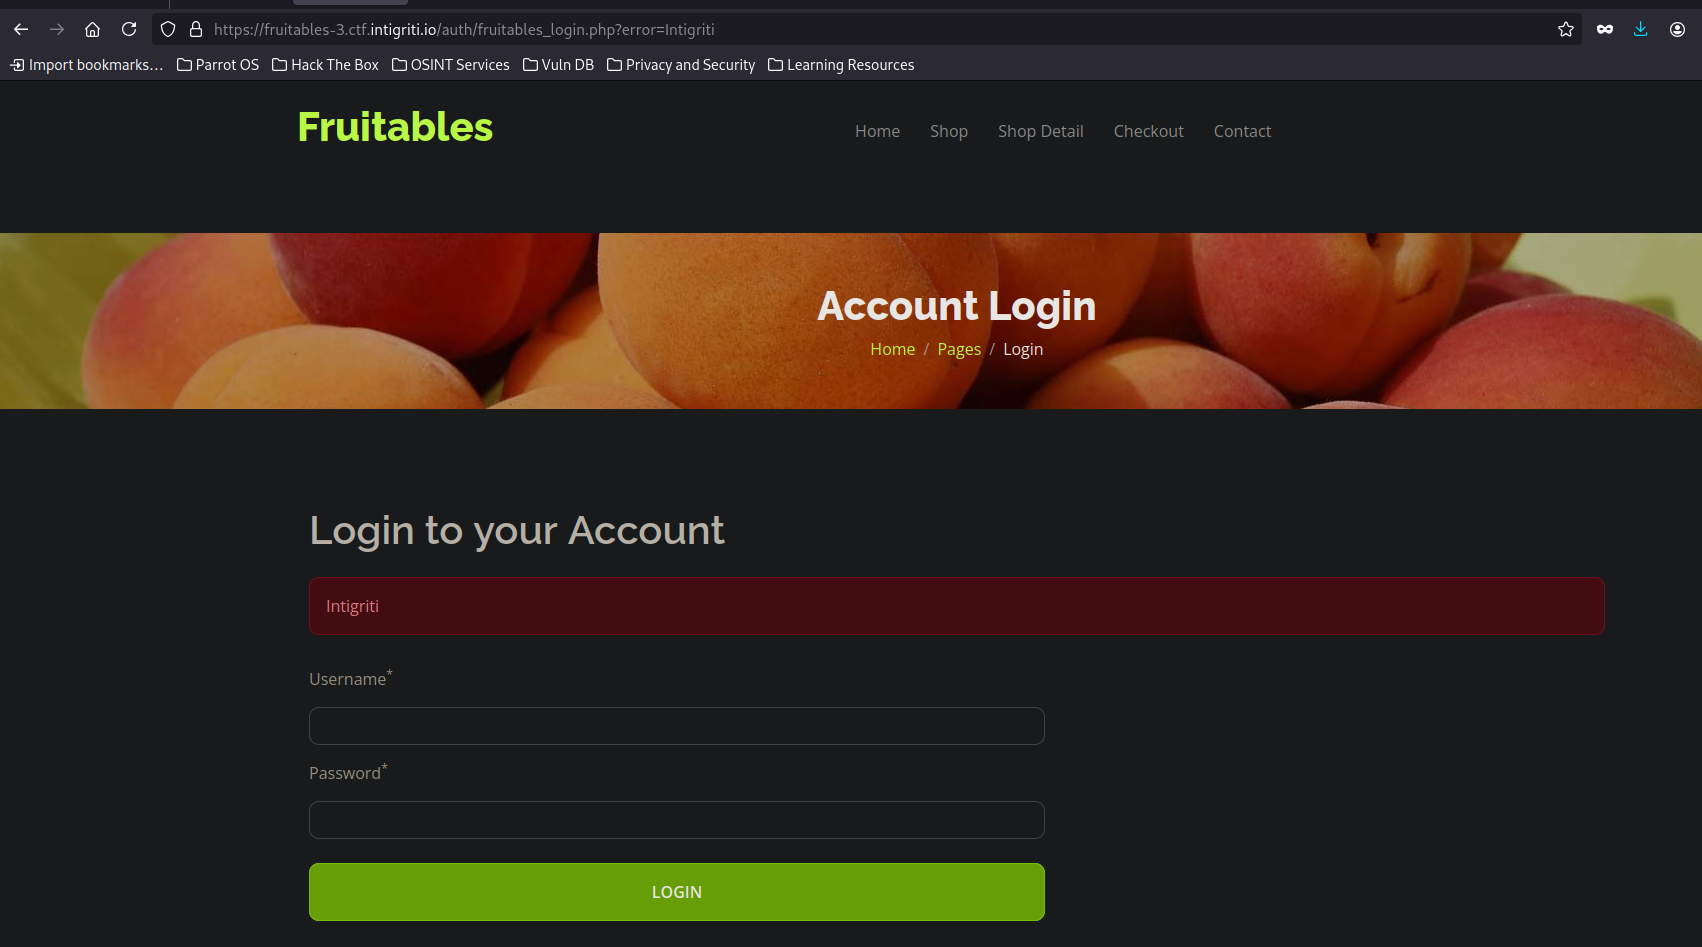 https://fruitables-3.ctf.intigriti.io/auth/fruitables_login.php?error=Intigriti
Import bookmarks... Parrot OS Hack The Box OSINT Services Vuln DB Privacy and Security Learning Resources
Fruitables Home Shop Shop Detail Checkout Contact
Account Login
Home / Pages / Login
Login to your Account
Intigriti
Username*
Password*
LOGIN